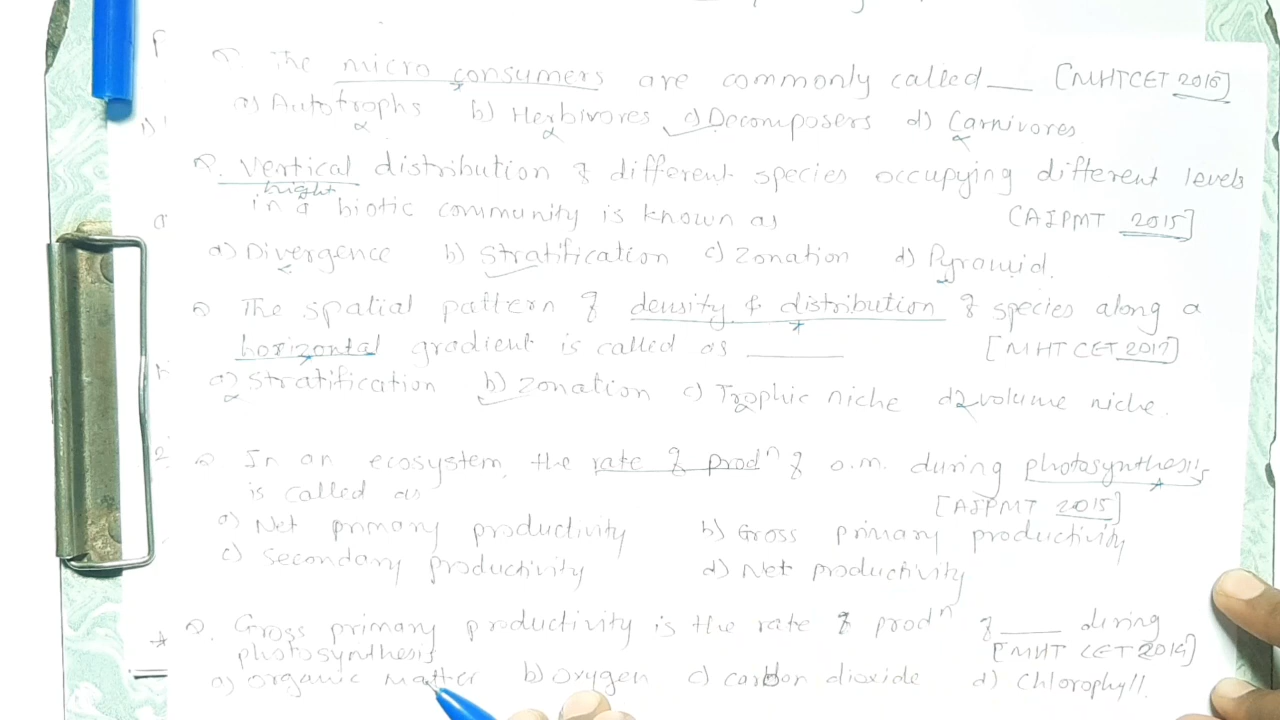 Q. The micro consumers are commonly called ___ [MHTCET 2016]
a) Autotrophs b) Herbivores c) Decomposers d) Carnivores
Q. Vertical distribution of different species occupying different levels
hight
in a biotic community is known as (AIPMT 2015]
a) Divergence b) Stratification c) Zonation d) Pyramid.
Q The spatial pattern of density & distribution of species along a
horizontal gradient is called as ______ [MHT CET 2017]
a) Stratification b) Zonation c) Trophic niche d) volume niche.
Q In an ecosystem, the rate of prodⁿ of o.m. during photosynthesis
is called as [AIPMT 2015]
a) Net primary productivity b) Gross primary productivity
c) Secondary productivity d) Net productivity
* Q. Gross primary productivity is the rate of prodⁿ of ____ during
photosynthesis [MHT CET 2014]
a) organic matter b) oxygen c) carbon dioxide d) Chlorophyll.